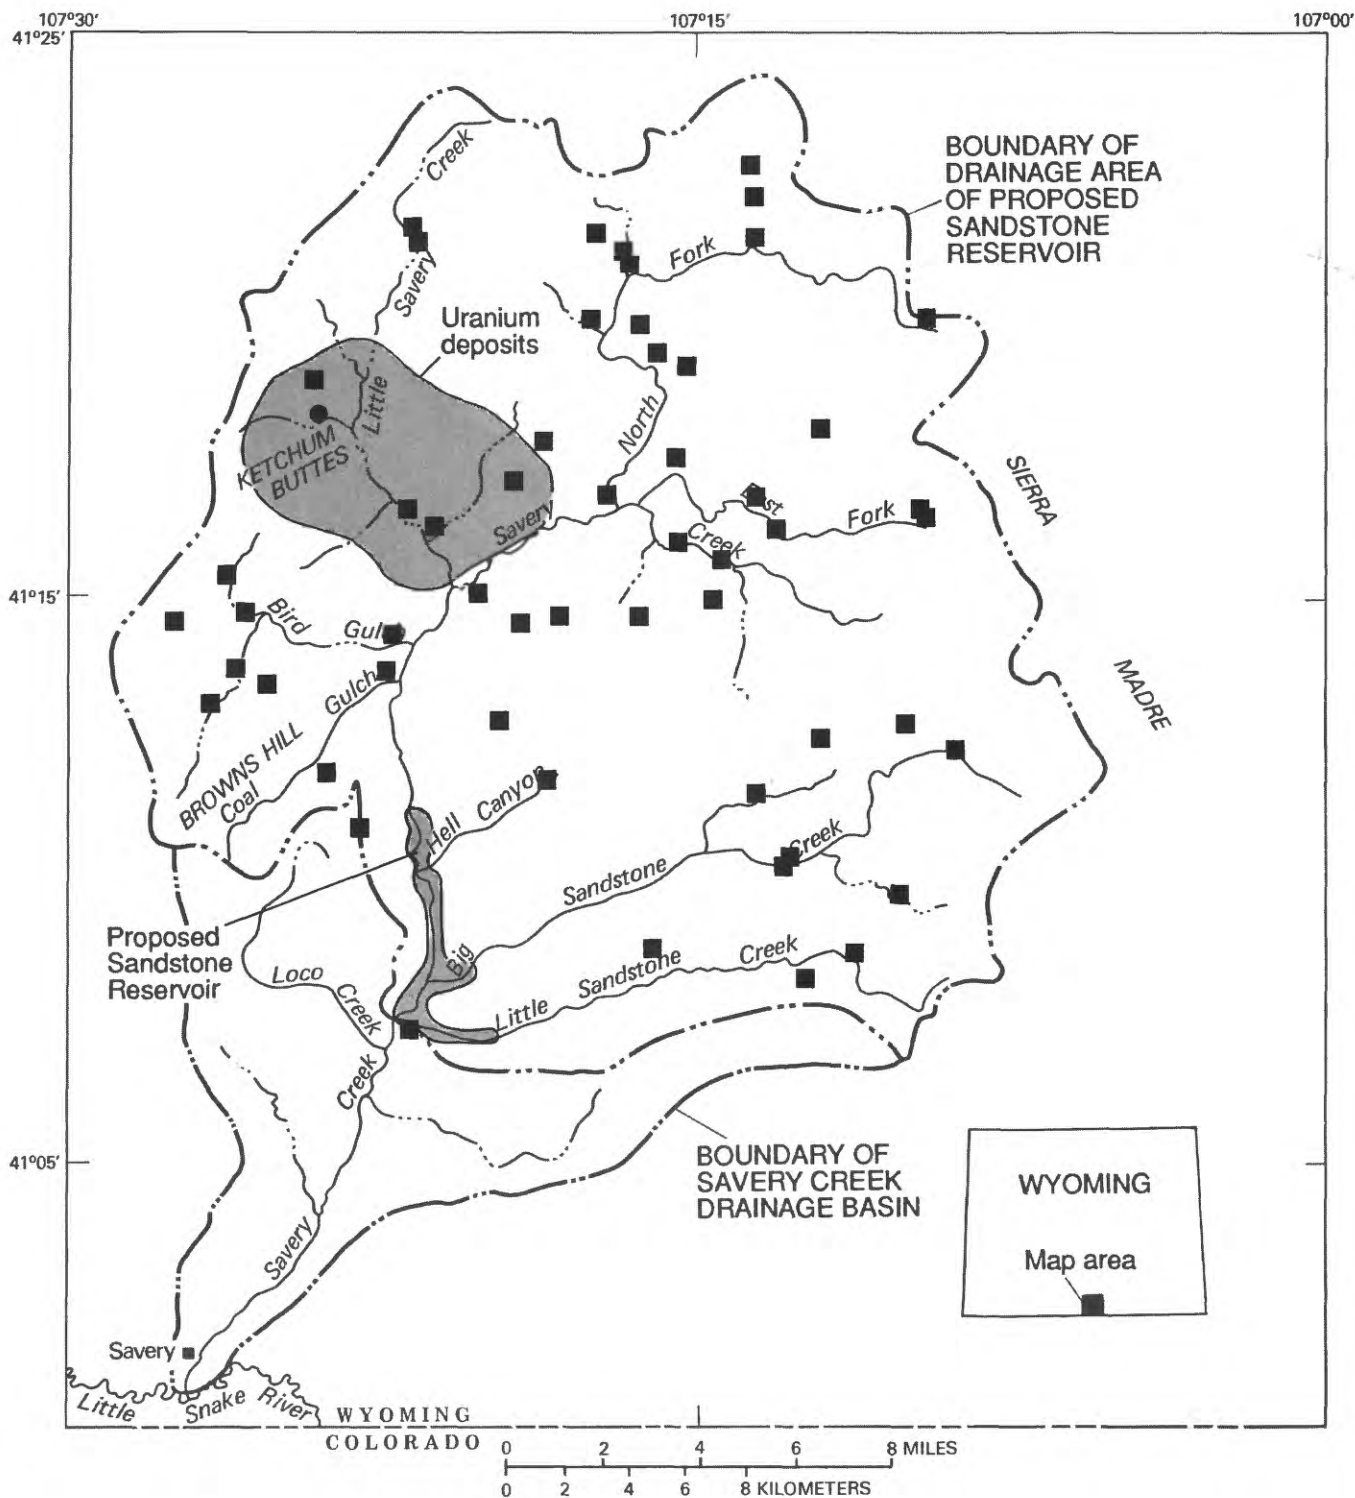 107°30′
107°15′
107°00′
41°25′
Creek
BOUNDARY OF
DRAINAGE AREA
OF PROPOSED
SANDSTONE
RESERVOIR
Fork
Savery
Uranium
deposits
Little
North
KETCHUM
BUTTES
SIERRA
East
Fork
Savery
Creek
41°15′
Bird
Gulch
MADRE
Gulch
BROWNS HILL
Coal
Hell Canyon
Creek
Sandstone
Proposed
Sandstone
Reservoir
Big
Creek
Loco
Sandstone
Creek
Little
Creek
41°05′
BOUNDARY OF
SAVERY CREEK
DRAINAGE BASIN
WYOMING
Savery
Map area
Savery
Little Snake River
WYOMING
COLORADO
0 2 4 6 8 MILES
0 2 4 6 8 KILOMETERS